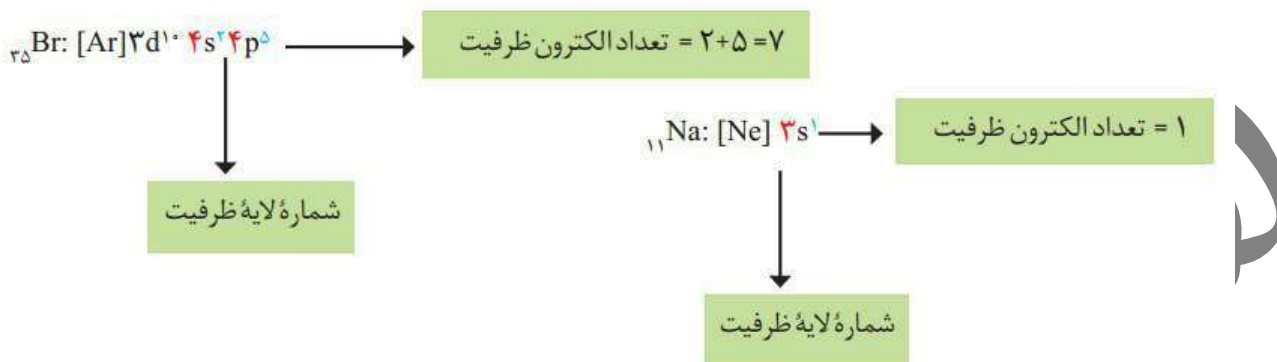 ₃₅Br: [Ar]۳d¹⁰ ۴s²۴p⁵
تعداد الکترون ظرفیت = ۲+۵=۷
شمارهٔ لایهٔ ظرفیت
₁₁Na: [Ne] ۳s¹
تعداد الکترون ظرفیت = ۱
شمارهٔ لایهٔ ظرفیت